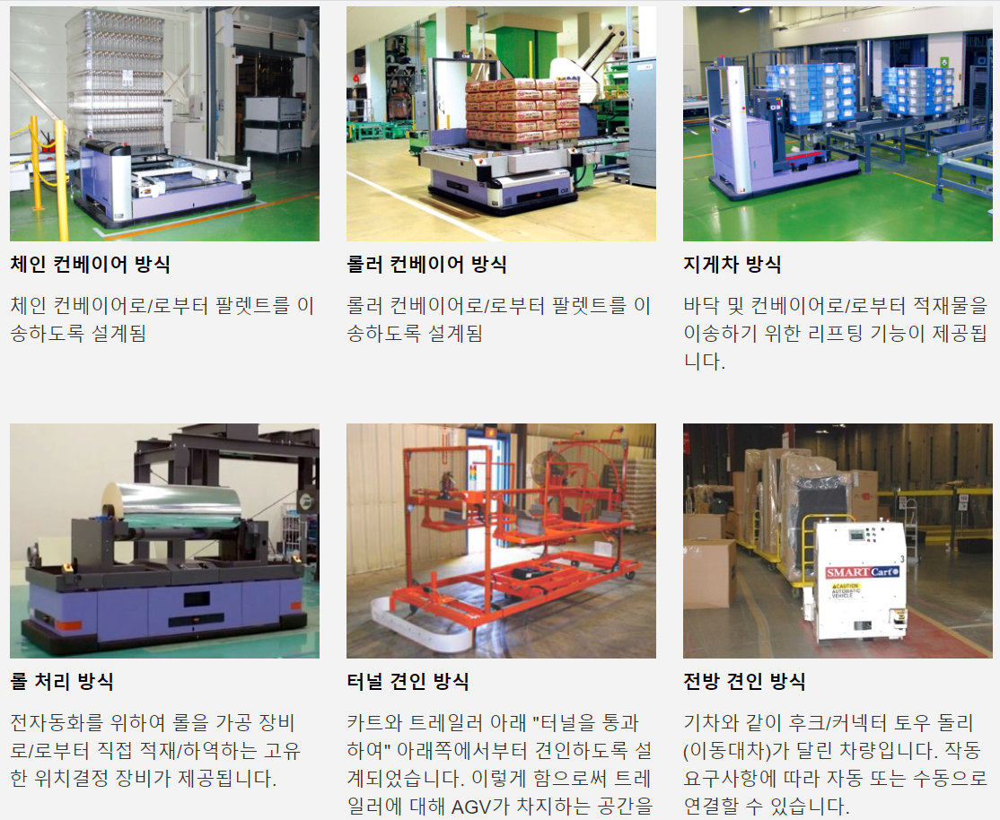 체인 컨베이어 방식
체인 컨베이어로/로부터 팔렛트를 이
송하도록 설계됨
롤러 컨베이어 방식
롤러 컨베이어로/로부터 팔렛트를 이
송하도록 설계됨
지게차 방식
바닥 및 컨베이어로/로부터 적재물을
이송하기 위한 리프팅 기능이 제공됩
니다.
롤 처리 방식
전자동화를 위하여 롤을 가공 장비
로/로부터 직접 적재/하역하는 고유
한 위치결정 장비가 제공됩니다.
터널 견인 방식
카트와 트레일러 아래 "터널을 통과
하여" 아래쪽에서부터 견인하도록 설
계되었습니다. 이렇게 함으로써 트레
일러에 대해 AGV가 차지하는 공간을
SMARTCart
3
ACAUTION
AUTOMATIC
VEHICLE
전방 견인 방식
기차와 같이 후크/커넥터 토우 돌리
(이동대차)가 달린 차량입니다. 작동
요구사항에 따라 자동 또는 수동으로
연결할 수 있습니다.